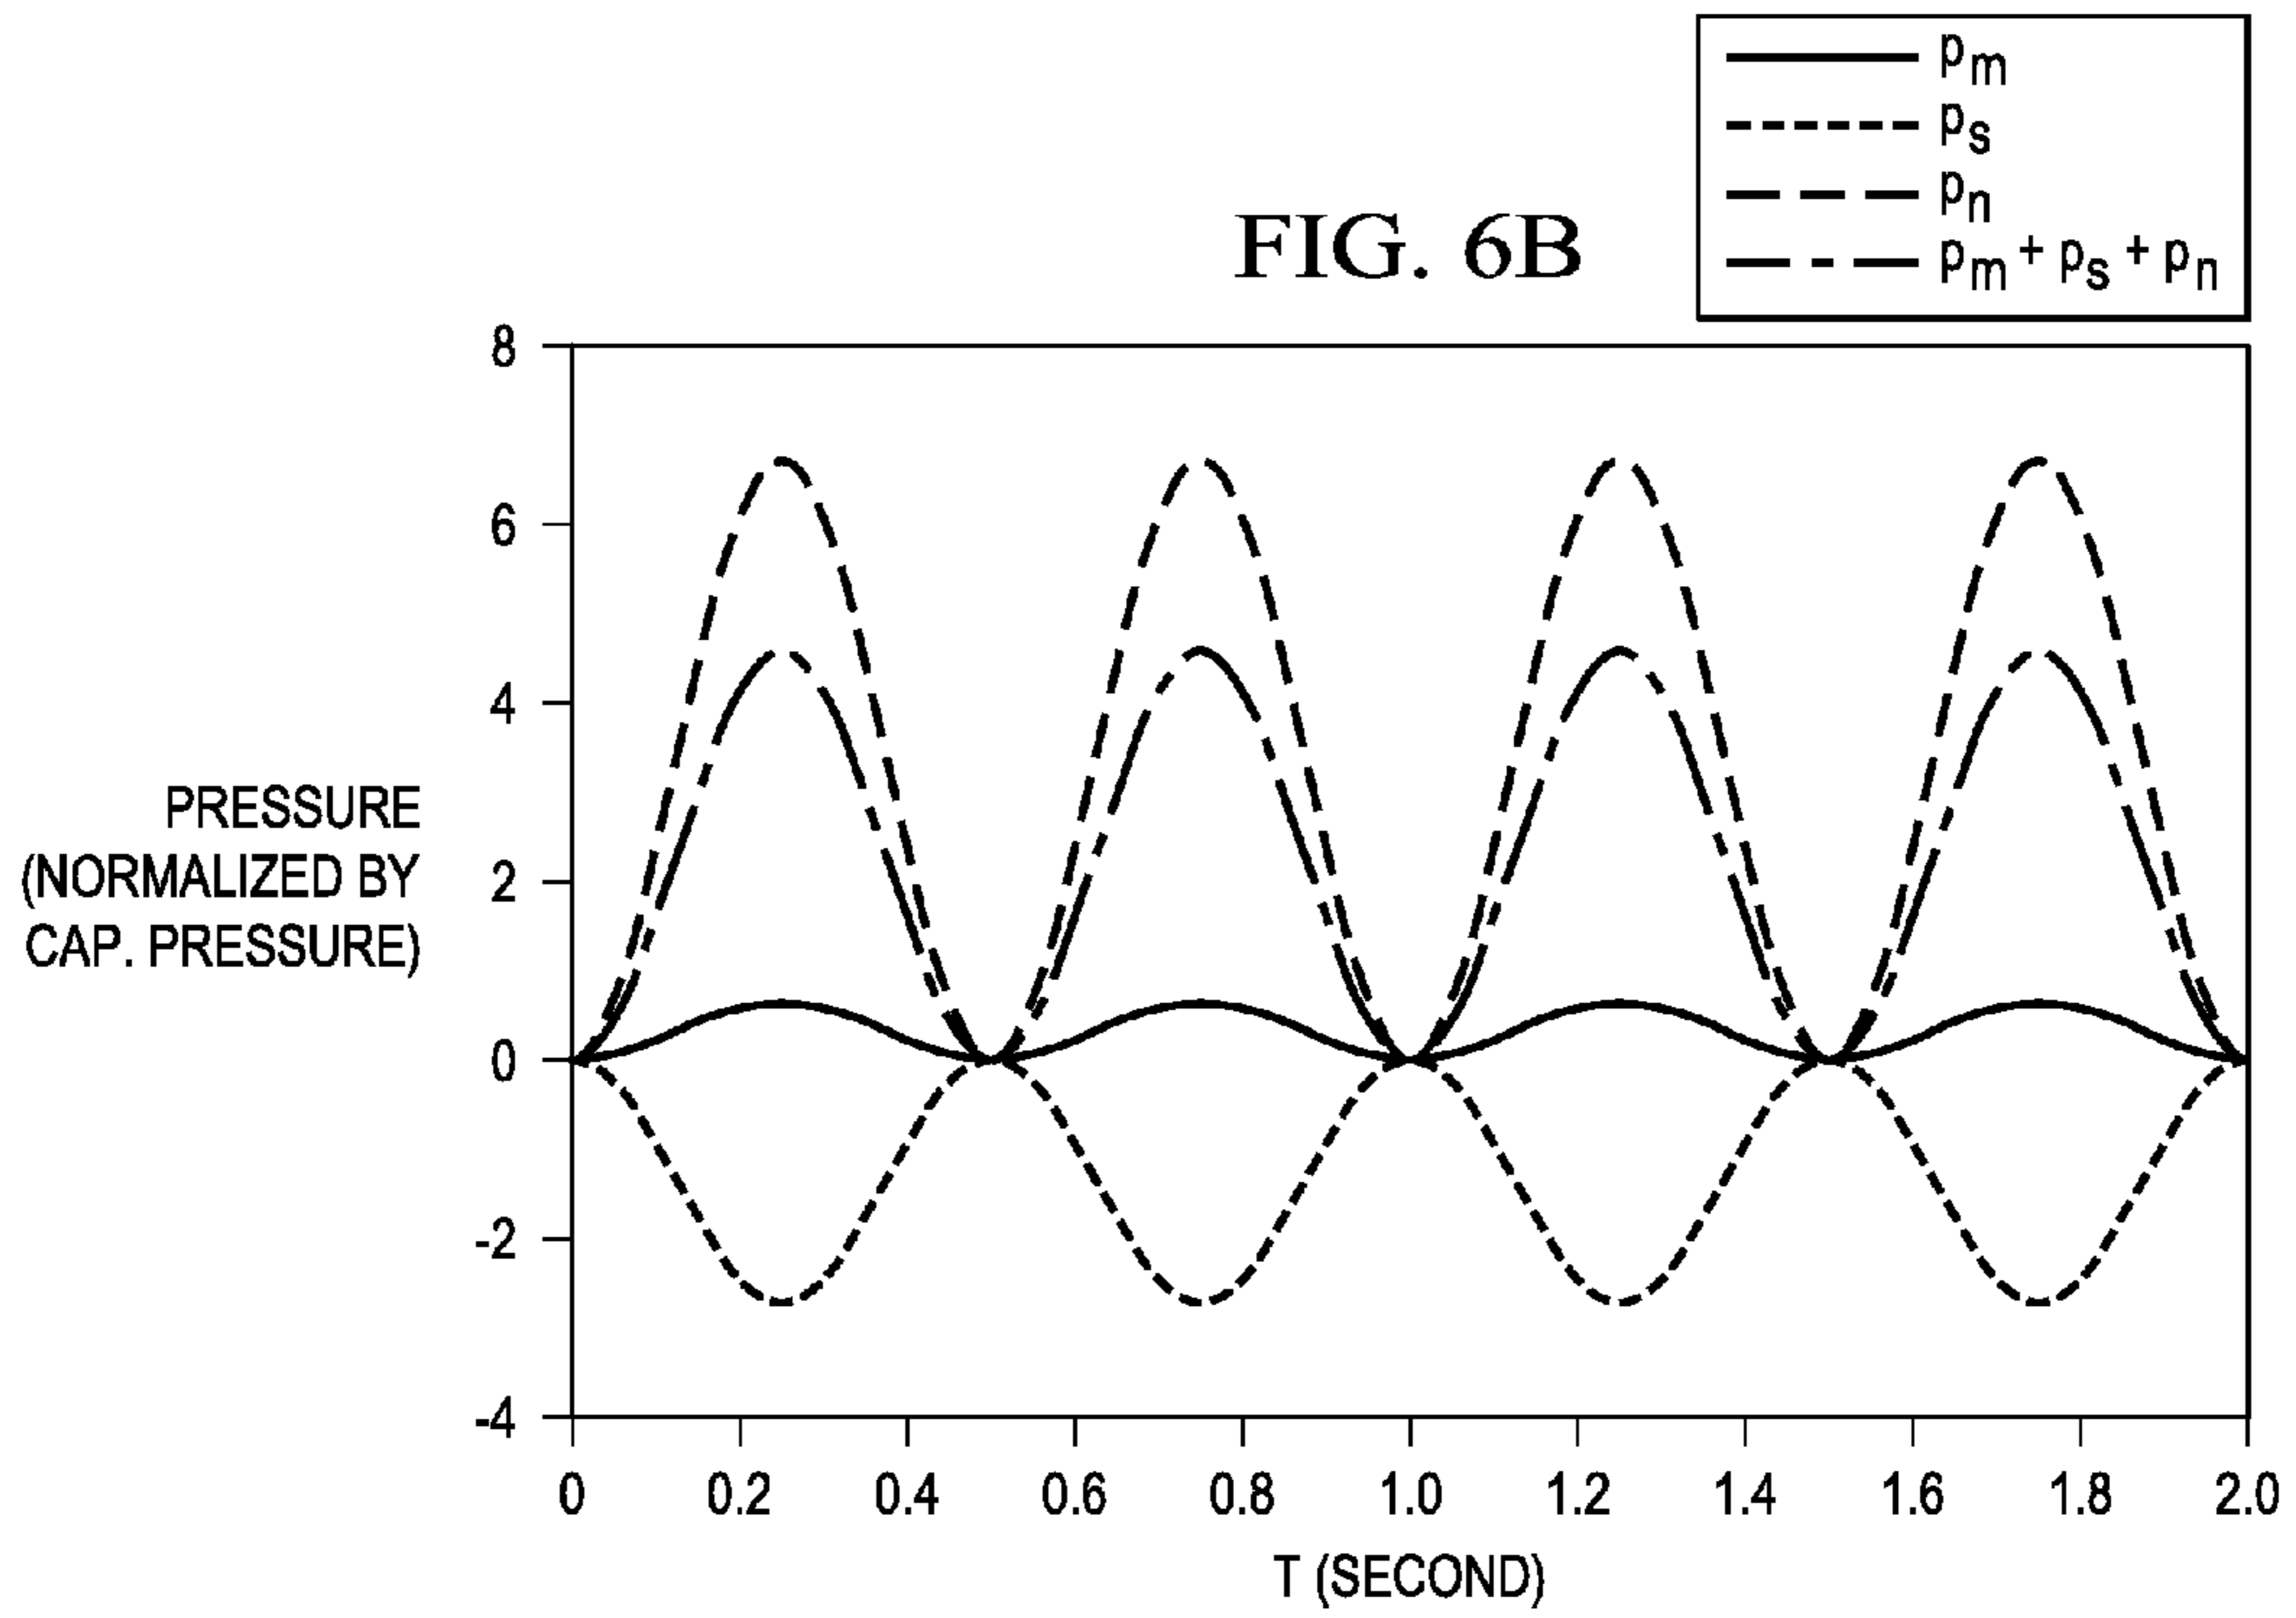 pm
ps
pn
pm + ps + pn
FIG. 6B
8
6
4
2
0
-2
-4
PRESSURE
(NORMALIZED BY
CAP. PRESSURE)
0 0.2 0.4 0.6 0.8 1.0 1.2 1.4 1.6 1.8 2.0
T (SECOND)